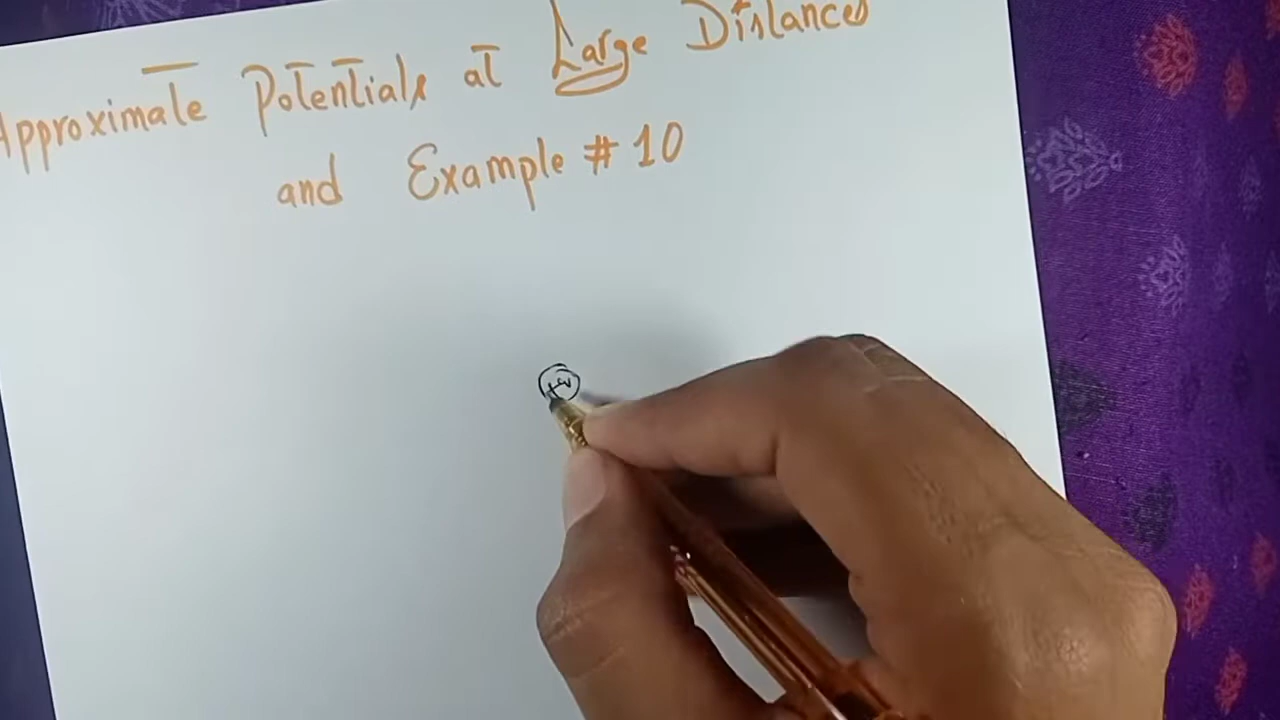 Approximate Potentials at Large Distances
and Example # 10